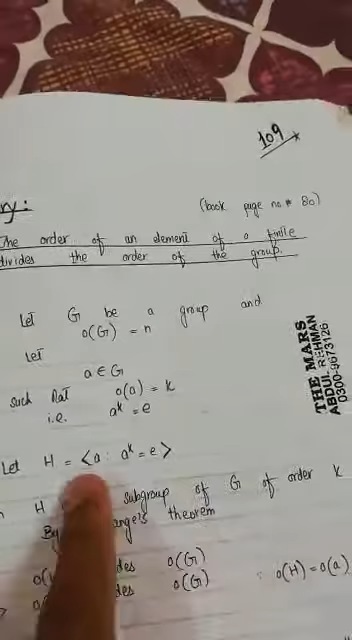 109
ry:
(book page no # 80)
The order of an element of a finite
divides the order of the group.
Let G be a group and
o(G) = n
Let
a ∈ G
such that o(a) = k
i.e. a^k = e
THE MARS
ABDUL REHMAN
0300-9673126
Let H = <a : a^k = e>
H subgroup of G of order k
By ange's theorem
des o(G)
des o(G) ∵ o(H) = o(a)